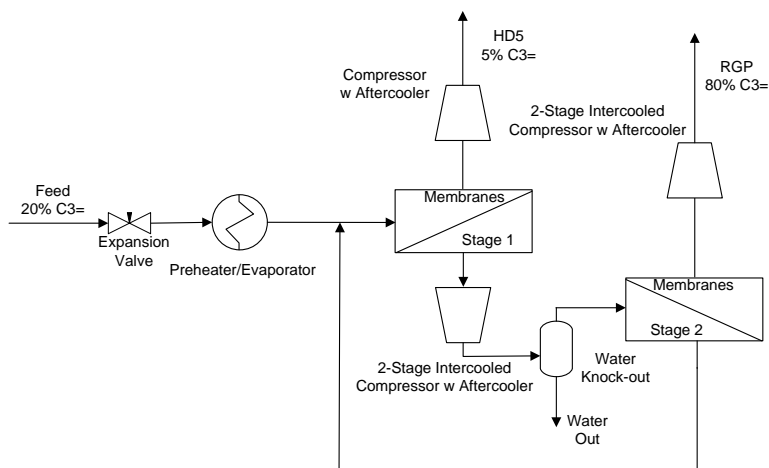 HD5
5% C3=
RGP
80% C3=
Compressor
w Aftercooler
2-Stage Intercooled
Compressor w Aftercooler
Feed
20% C3=
Expansion
Valve
Preheater/Evaporator
Membranes
Stage 1
Membranes
Stage 2
2-Stage Intercooled
Compressor w Aftercooler
Water
Knock-out
Water
Out